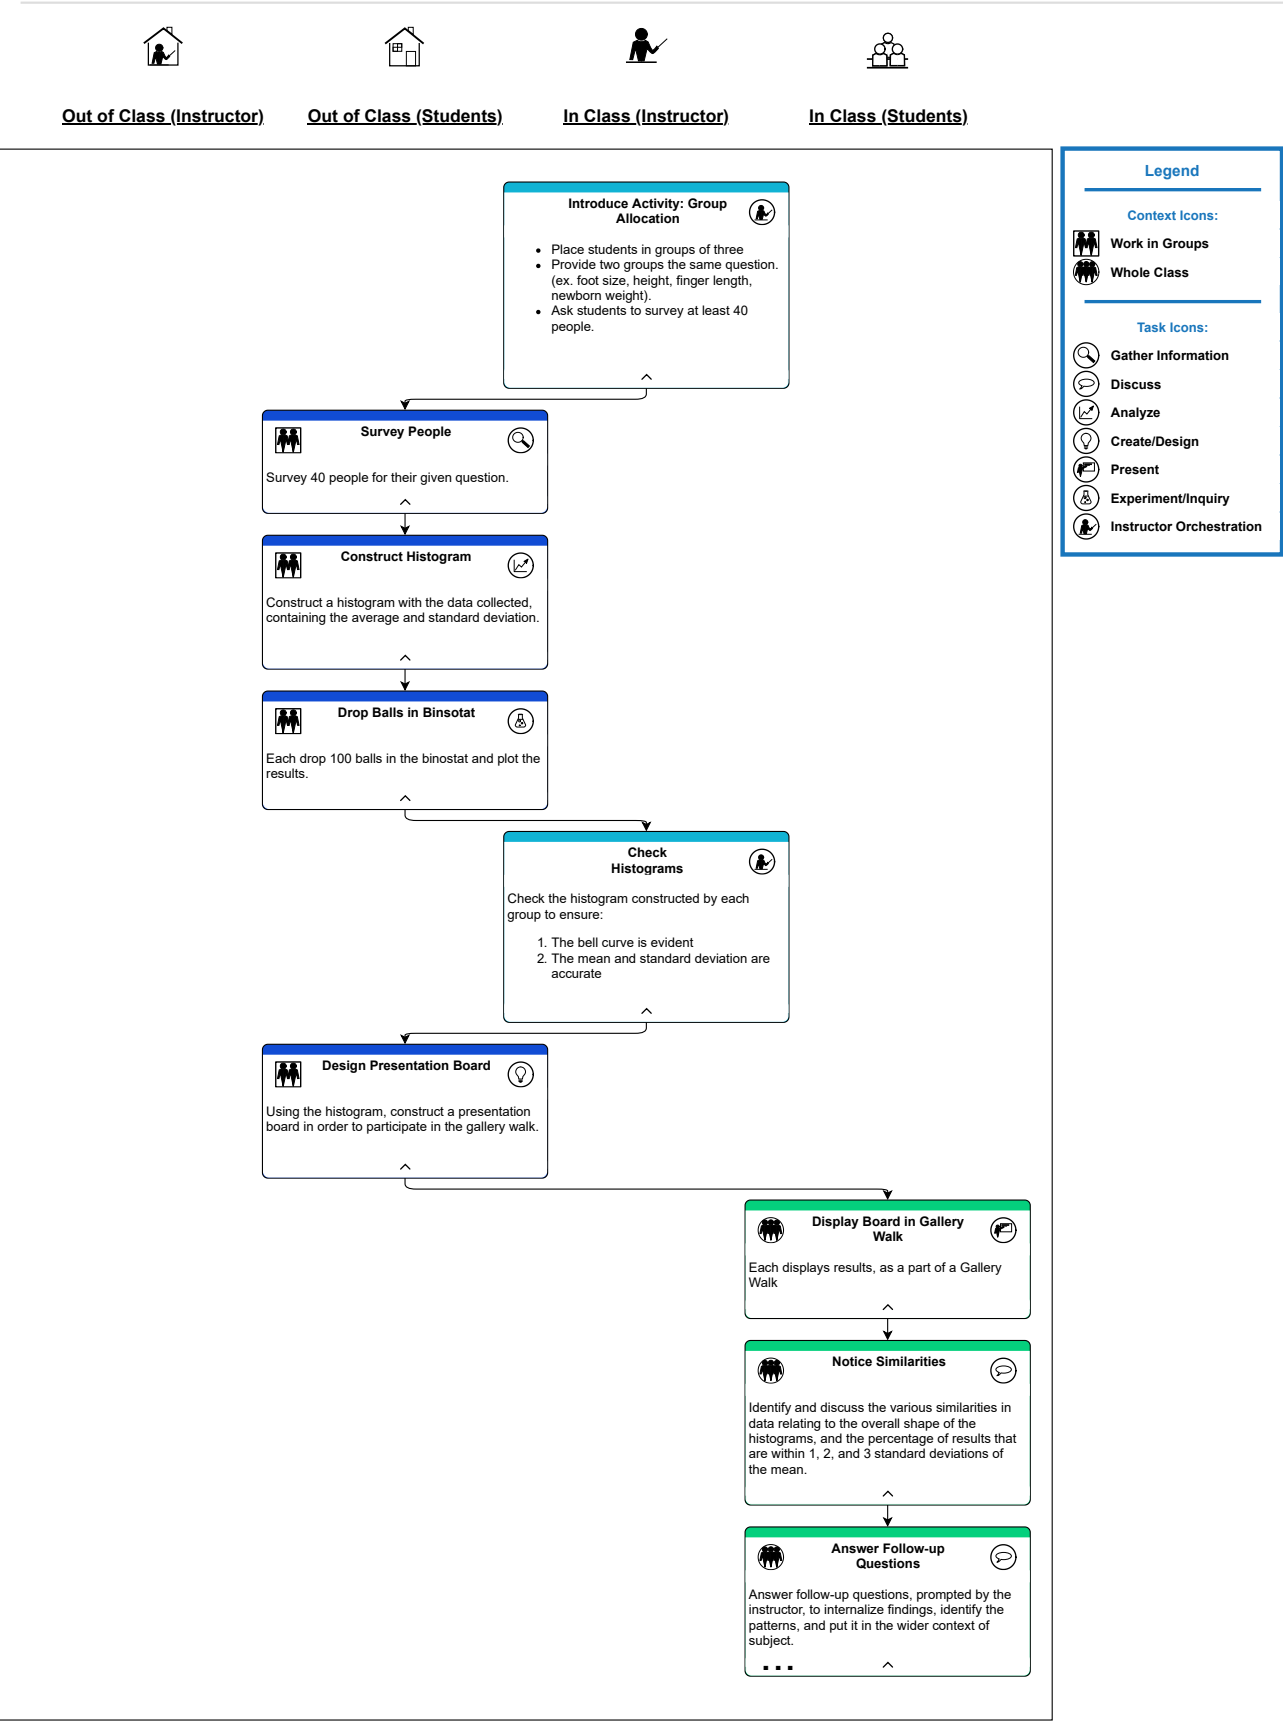 Out of Class (Instructor)
Out of Class (Students)
In Class (Instructor)
In Class (Students)
Introduce Activity: Group
Allocation
• Place students in groups of three
• Provide two groups the same question.
(ex. foot size, height, finger length,
newborn weight).
• Ask students to survey at least 40
people.
Survey People
Survey 40 people for their given question.
Construct Histogram
Construct a histogram with the data collected,
containing the average and standard deviation.
Drop Balls in Binsotat
Each drop 100 balls in the binostat and plot the
results.
Check
Histograms
Check the histogram constructed by each
group to ensure:
1. The bell curve is evident
2. The mean and standard deviation are
accurate
Design Presentation Board
Using the histogram, construct a presentation
board in order to participate in the gallery walk.
Display Board in Gallery
Walk
Each displays results, as a part of a Gallery
Walk
Notice Similarities
Identify and discuss the various similarities in
data relating to the overall shape of the
histograms, and the percentage of results that
are within 1, 2, and 3 standard deviations of
the mean.
Answer Follow-up
Questions
Answer follow-up questions, prompted by the
instructor, to internalize findings, identify the
patterns, and put it in the wider context of
subject.
...
Legend
Context Icons:
Work in Groups
Whole Class
Task Icons:
Gather Information
Discuss
Analyze
Create/Design
Present
Experiment/Inquiry
Instructor Orchestration